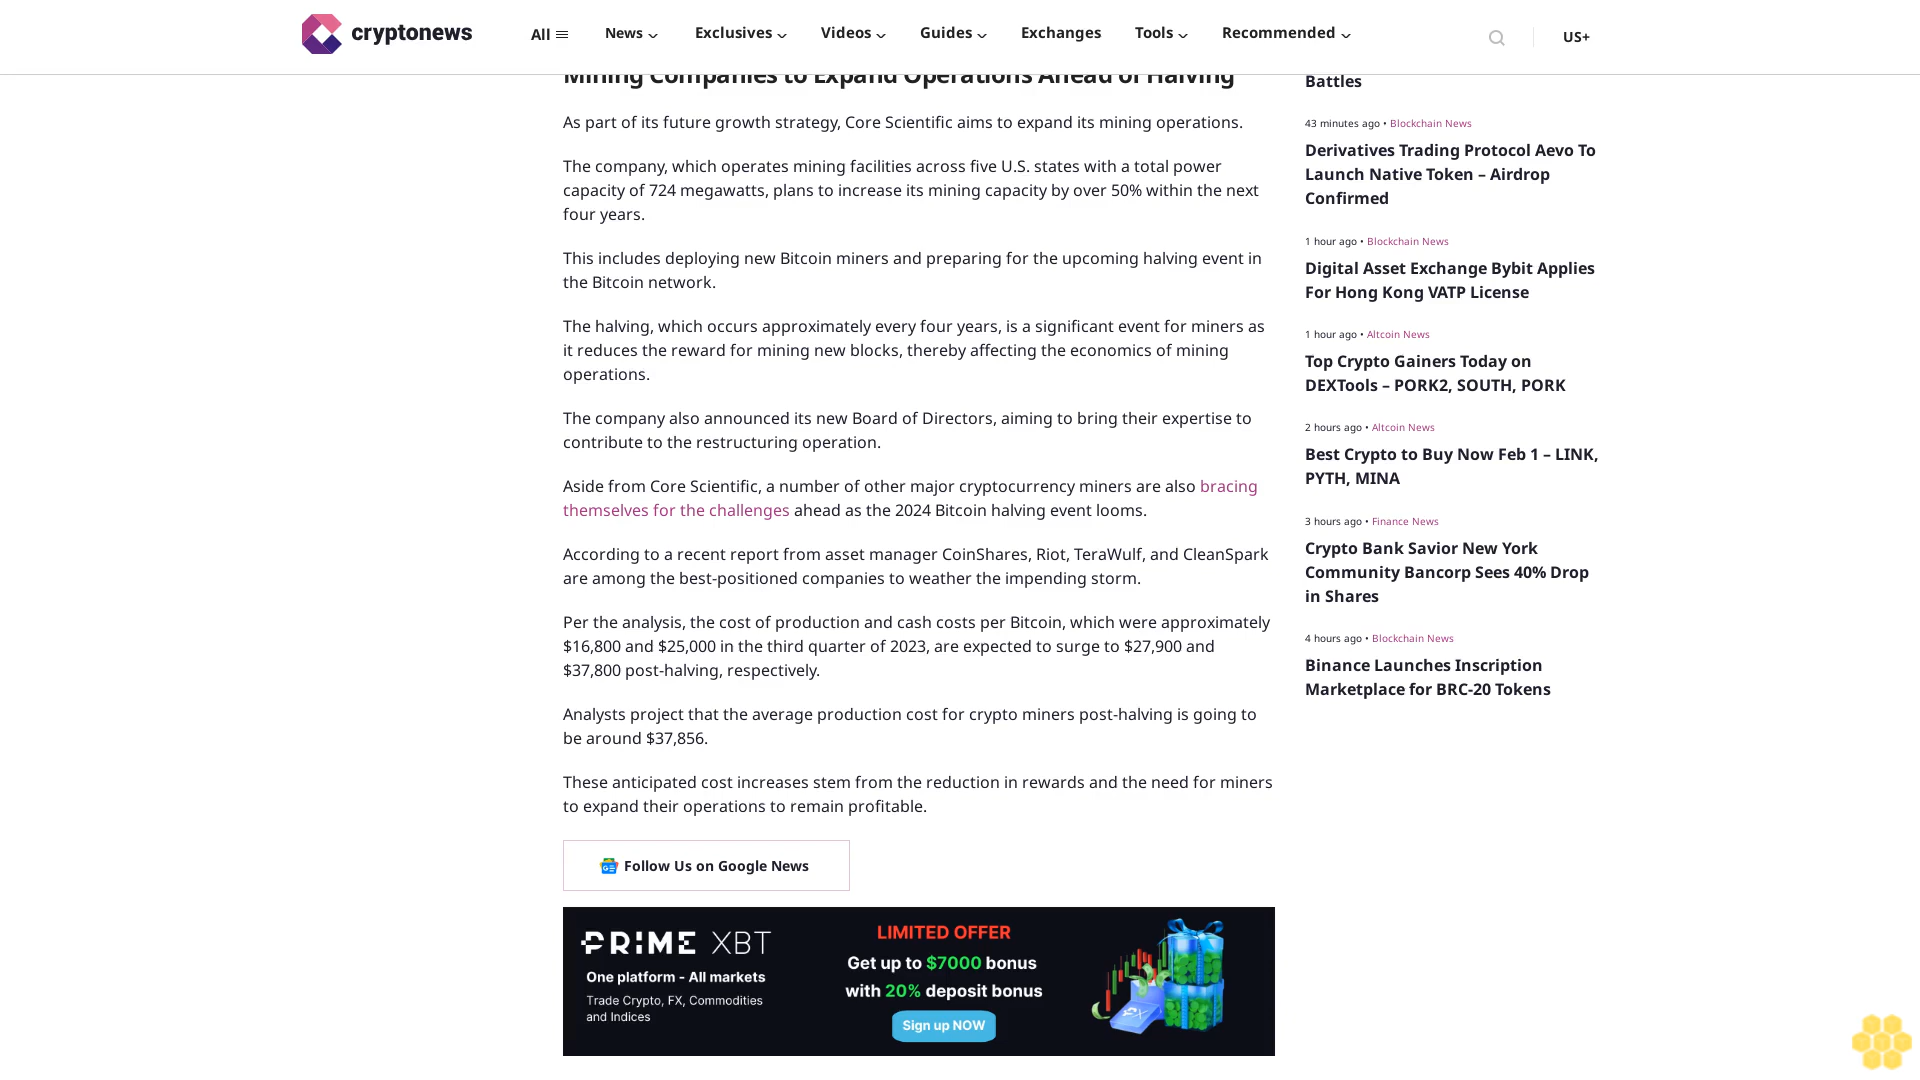 cryptonews
All
News
Exclusives
Videos
Guides
Exchanges
Tools
Recommended
US+
Mining Companies to Expand Operations Ahead of Halving
As part of its future growth strategy, Core Scientific aims to expand its mining operations.
The company, which operates mining facilities across five U.S. states with a total power
capacity of 724 megawatts, plans to increase its mining capacity by over 50% within the next
four years.
This includes deploying new Bitcoin miners and preparing for the upcoming halving event in
the Bitcoin network.
The halving, which occurs approximately every four years, is a significant event for miners as
it reduces the reward for mining new blocks, thereby affecting the economics of mining
operations.
The company also announced its new Board of Directors, aiming to bring their expertise to
contribute to the restructuring operation.
Aside from Core Scientific, a number of other major cryptocurrency miners are also bracing
themselves for the challenges ahead as the 2024 Bitcoin halving event looms.
According to a recent report from asset manager CoinShares, Riot, TeraWulf, and CleanSpark
are among the best-positioned companies to weather the impending storm.
Per the analysis, the cost of production and cash costs per Bitcoin, which were approximately
$16,800 and $25,000 in the third quarter of 2023, are expected to surge to $27,900 and
$37,800 post-halving, respectively.
Analysts project that the average production cost for crypto miners post-halving is going to
be around $37,856.
These anticipated cost increases stem from the reduction in rewards and the need for miners
to expand their operations to remain profitable.
Follow Us on Google News
PRIME XBT
One platform - All markets
Trade Crypto, FX, Commodities
and Indices
LIMITED OFFER
Get up to $7000 bonus
with 20% deposit bonus
Sign up NOW
Battles
43 minutes ago • Blockchain News
Derivatives Trading Protocol Aevo To
Launch Native Token – Airdrop
Confirmed
1 hour ago • Blockchain News
Digital Asset Exchange Bybit Applies
For Hong Kong VATP License
1 hour ago • Altcoin News
Top Crypto Gainers Today on
DEXTools – PORK2, SOUTH, PORK
2 hours ago • Altcoin News
Best Crypto to Buy Now Feb 1 – LINK,
PYTH, MINA
3 hours ago • Finance News
Crypto Bank Savior New York
Community Bancorp Sees 40% Drop
in Shares
4 hours ago • Blockchain News
Binance Launches Inscription
Marketplace for BRC-20 Tokens